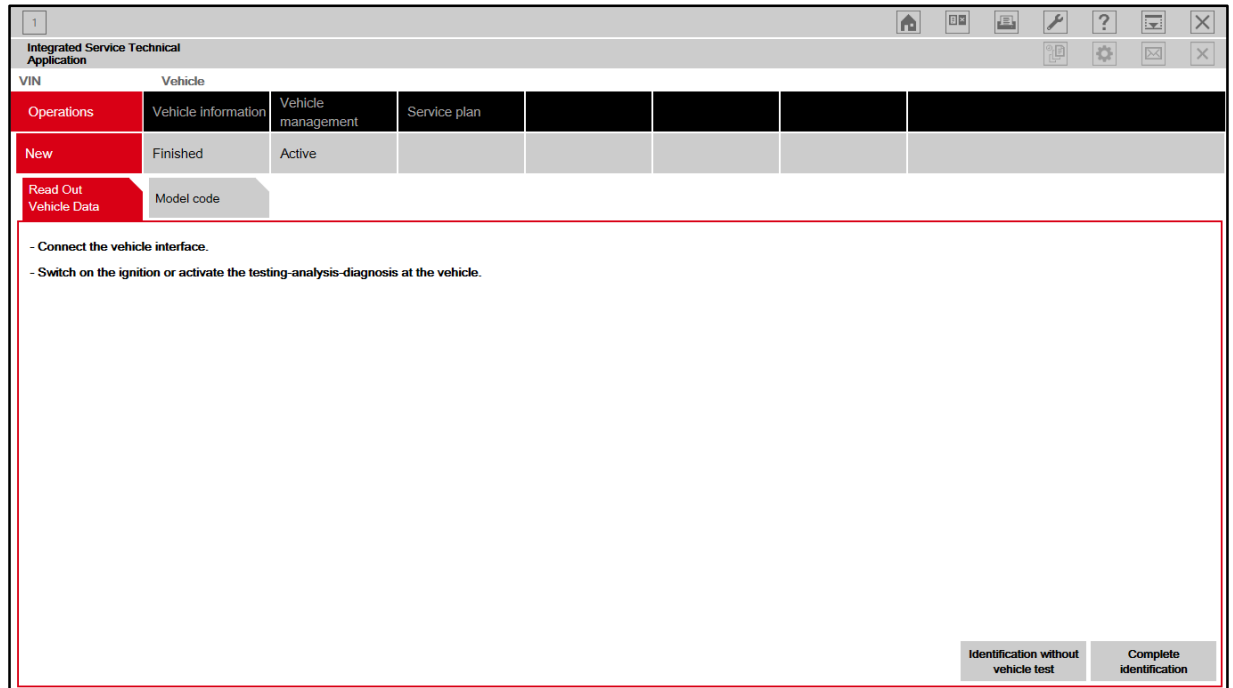 1
?
Integrated Service Technical
Application
VIN Vehicle
Operations Vehicle information Vehicle
management Service plan
New Finished Active
Read Out
Vehicle Data Model code
- Connect the vehicle interface.
- Switch on the ignition or activate the testing-analysis-diagnosis at the vehicle.
Identification without
vehicle test
Complete
identification